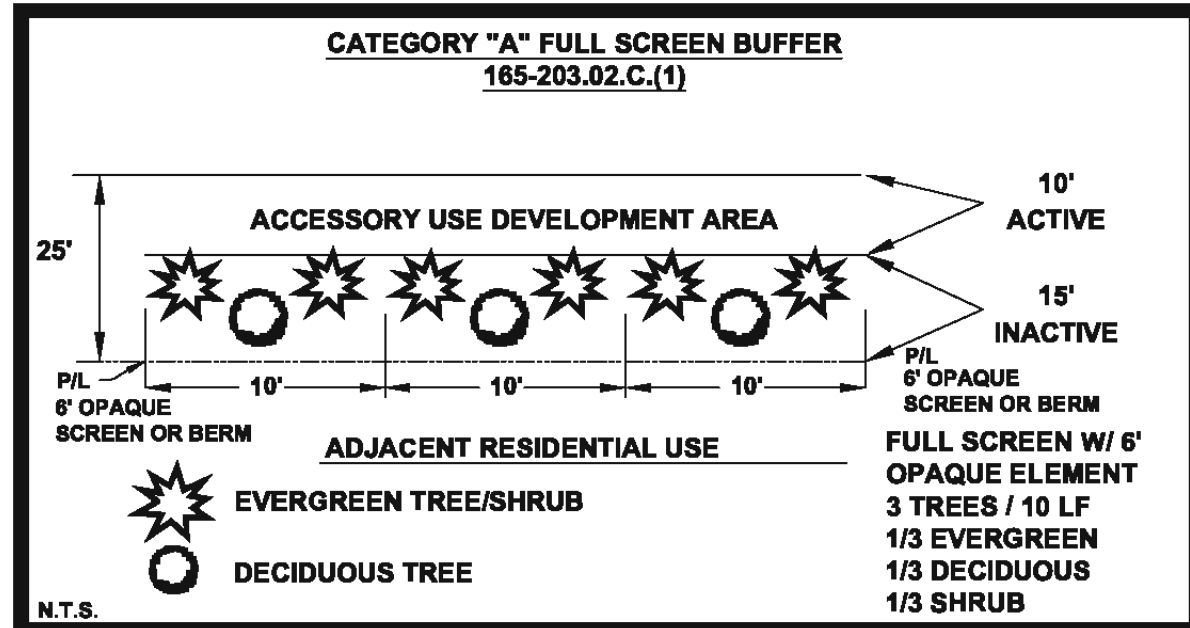 CATEGORY "A" FULL SCREEN BUFFER
165-203.02.C.(1)
25'
ACCESSORY USE DEVELOPMENT AREA
10'
ACTIVE
15'
INACTIVE
P/L
6' OPAQUE
SCREEN OR BERM
10'
10'
10'
P/L
6' OPAQUE
SCREEN OR BERM
ADJACENT RESIDENTIAL USE
EVERGREEN TREE/SHRUB
DECIDUOUS TREE
FULL SCREEN W/ 6'
OPAQUE ELEMENT
3 TREES / 10 LF
1/3 EVERGREEN
1/3 DECIDUOUS
1/3 SHRUB
N.T.S.